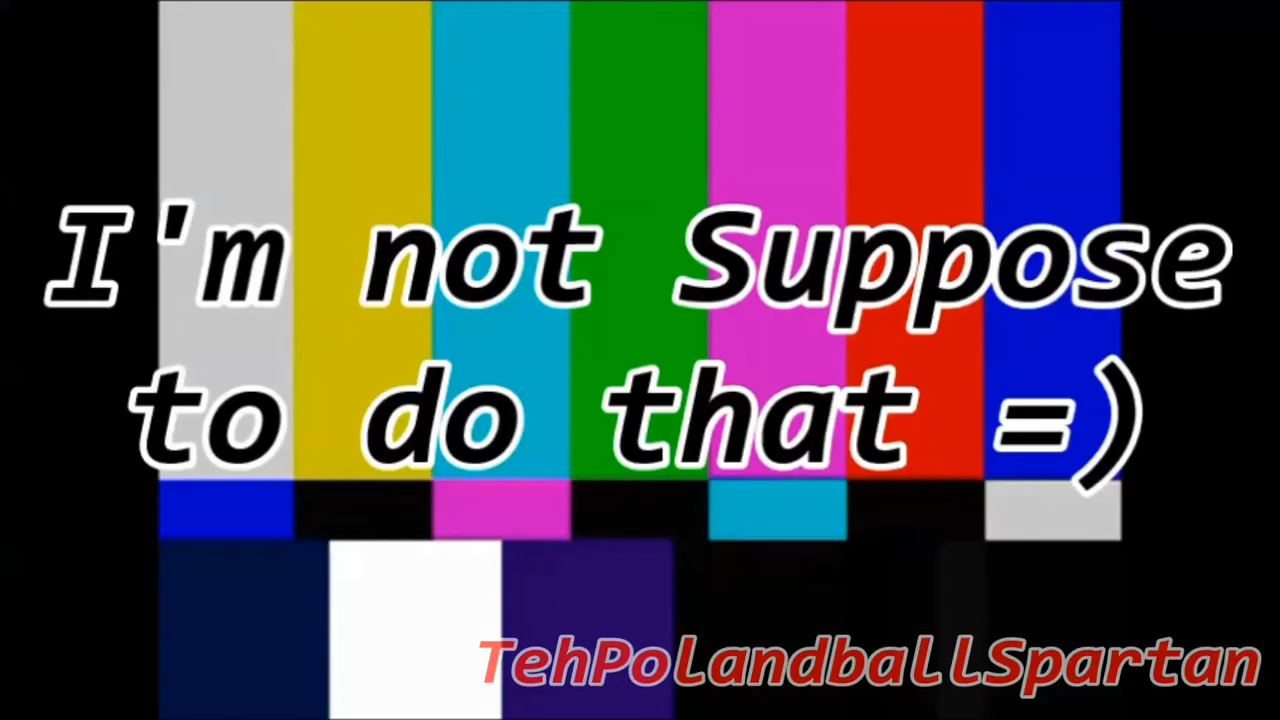 I'm not Suppose
to do that =)
TehPolandballSpartan